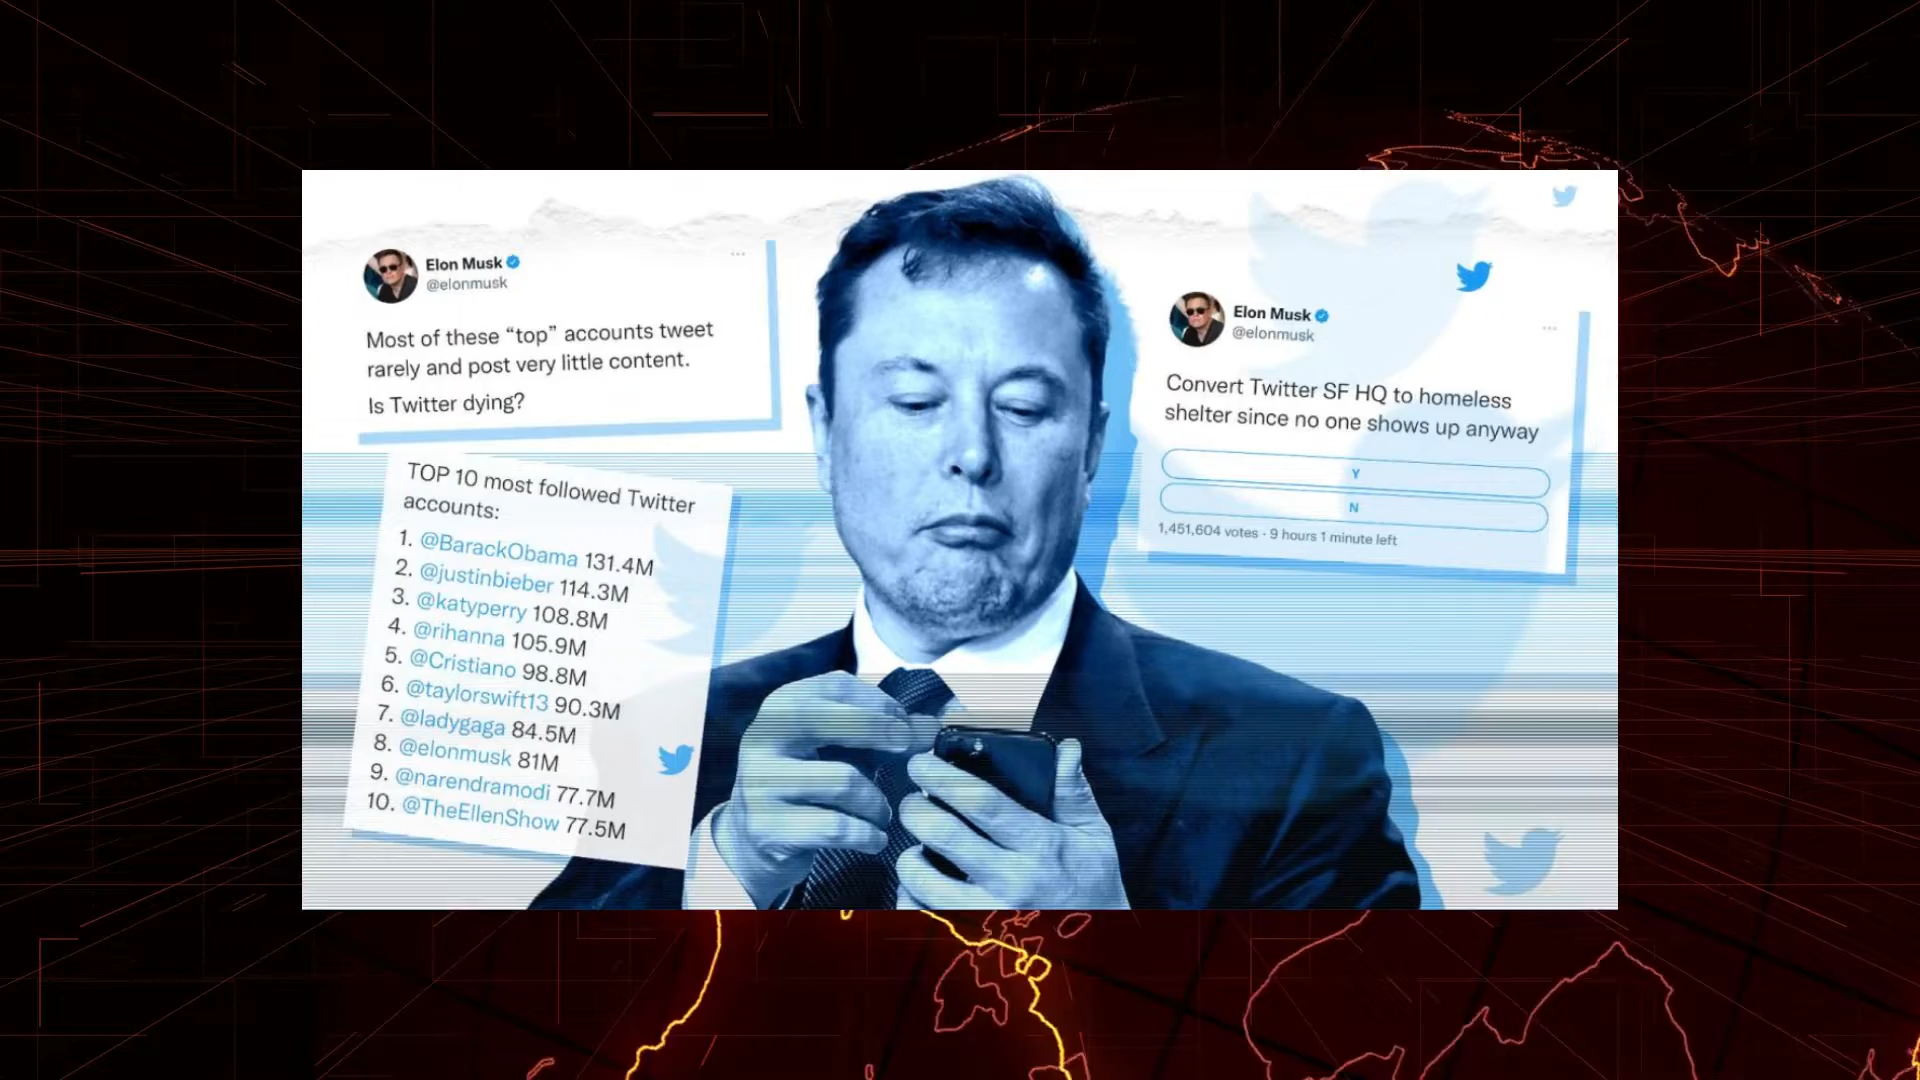 Elon Musk
@elonmusk
Most of these “top” accounts tweet
rarely and post very little content.
Is Twitter dying?
TOP 10 most followed Twitter
accounts:
1. @BarackObama 131.4M
2. @justinbieber 114.3M
3. @katyperry 108.8M
4. @rihanna 105.9M
5. @Cristiano 98.8M
6. @taylorswift13 90.3M
7. @ladygaga 84.5M
8. @elonmusk 81M
9. @narendramodi 77.7M
10. @TheEllenShow 77.5M
Elon Musk
@elonmusk
Convert Twitter SF HQ to homeless
shelter since no one shows up anyway
Y
N
1,451,604 votes · 9 hours 1 minute left